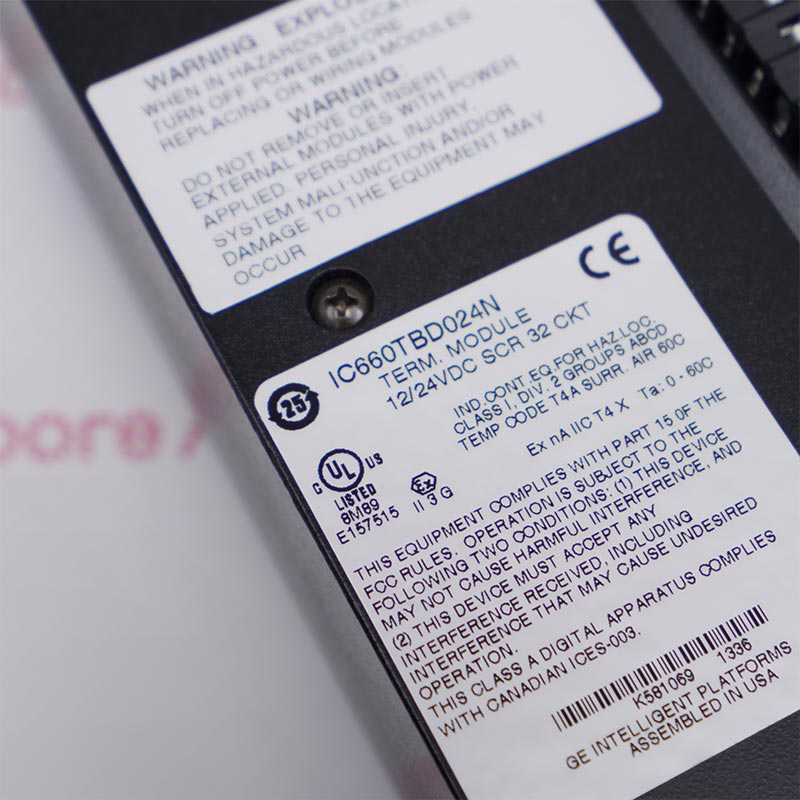 WARNING EXPLOS
WHEN IN HAZARDOUS LOCAT
TURN OFF POWER BEFORE
REPLACING OR WIRING MODULES
WARNING:
DO NOT REMOVE OR INSERT
EXTERNAL MODULES WITH POWER
APPLIED. PERSONAL INJURY,
SYSTEM MALFUNCTION AND/OR
DAMAGE TO THE EQUIPMENT MAY
OCCUR
CE
IC660TBD024N
TERM. MODULE
12/24VDC SCR 32 CKT
25
IND.CONT.EQ.FOR HAZ.LOC.
CLASS I, DIV. 2 GROUPS ABCD
TEMP CODE T4A SURR. AIR 60C
Ex nA IIC T4 X Ta: 0 - 60C
C UL US
LISTED
8M89
E157515
Ex
II 3 G
THIS EQUIPMENT COMPLIES WITH PART 15 OF THE
FCC RULES. OPERATION IS SUBJECT TO THE
FOLLOWING TWO CONDITIONS: (1) THIS DEVICE
MAY NOT CAUSE HARMFUL INTERFERENCE, AND
(2) THIS DEVICE MUST ACCEPT ANY
INTERFERENCE RECEIVED, INCLUDING
INTERFERENCE THAT MAY CAUSE UNDESIRED
OPERATION.
THIS CLASS A DIGITAL APPARATUS COMPLIES
WITH CANADIAN ICES-003.
K581069 1336
GE INTELLIGENT PLATFORMS
ASSEMBLED IN USA